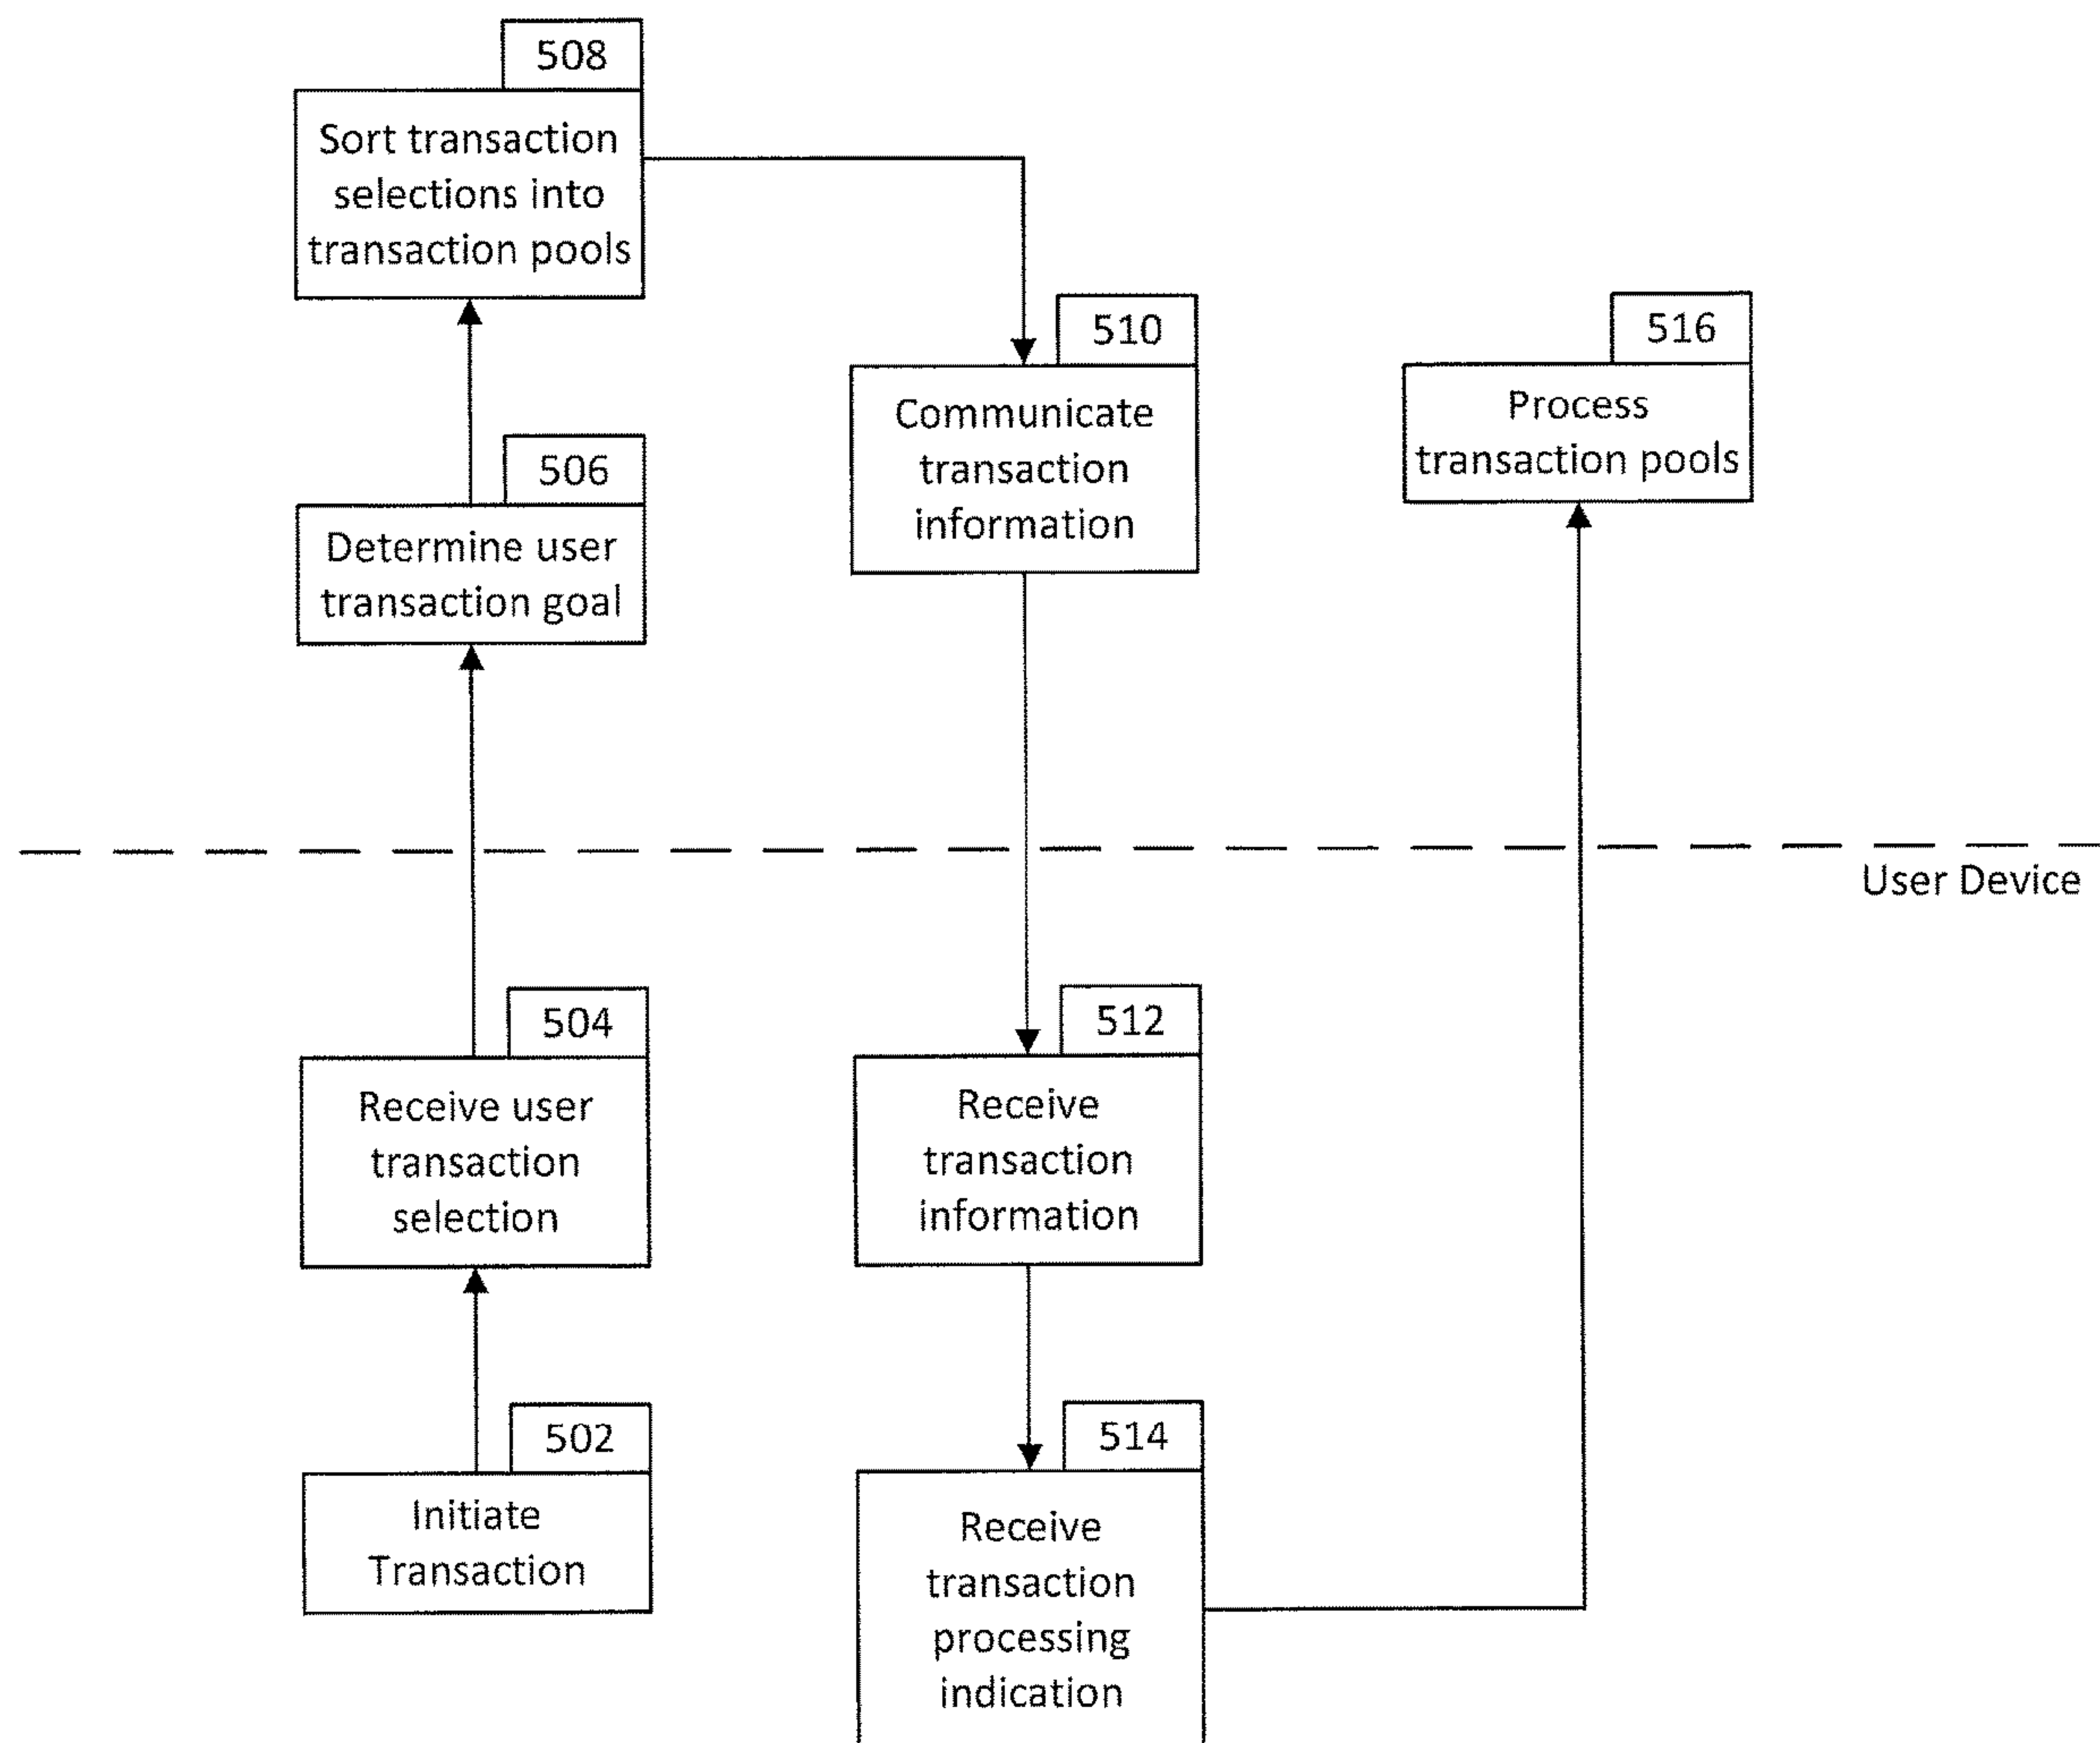 508
Sort transaction
selections into
transaction pools
510
Communicate
transaction
information
516
Process
transaction pools
506
Determine user
transaction goal
User Device
504
Receive user
transaction
selection
512
Receive
transaction
information
502
Initiate
Transaction
514
Receive
transaction
processing
indication